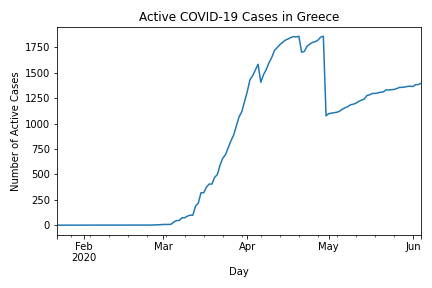 Active COVID-19 Cases in Greece
Number of Active Cases
1750
1500
1250
1000
750
500
250
0
Feb
2020
Mar
Apr
May
Jun
Day